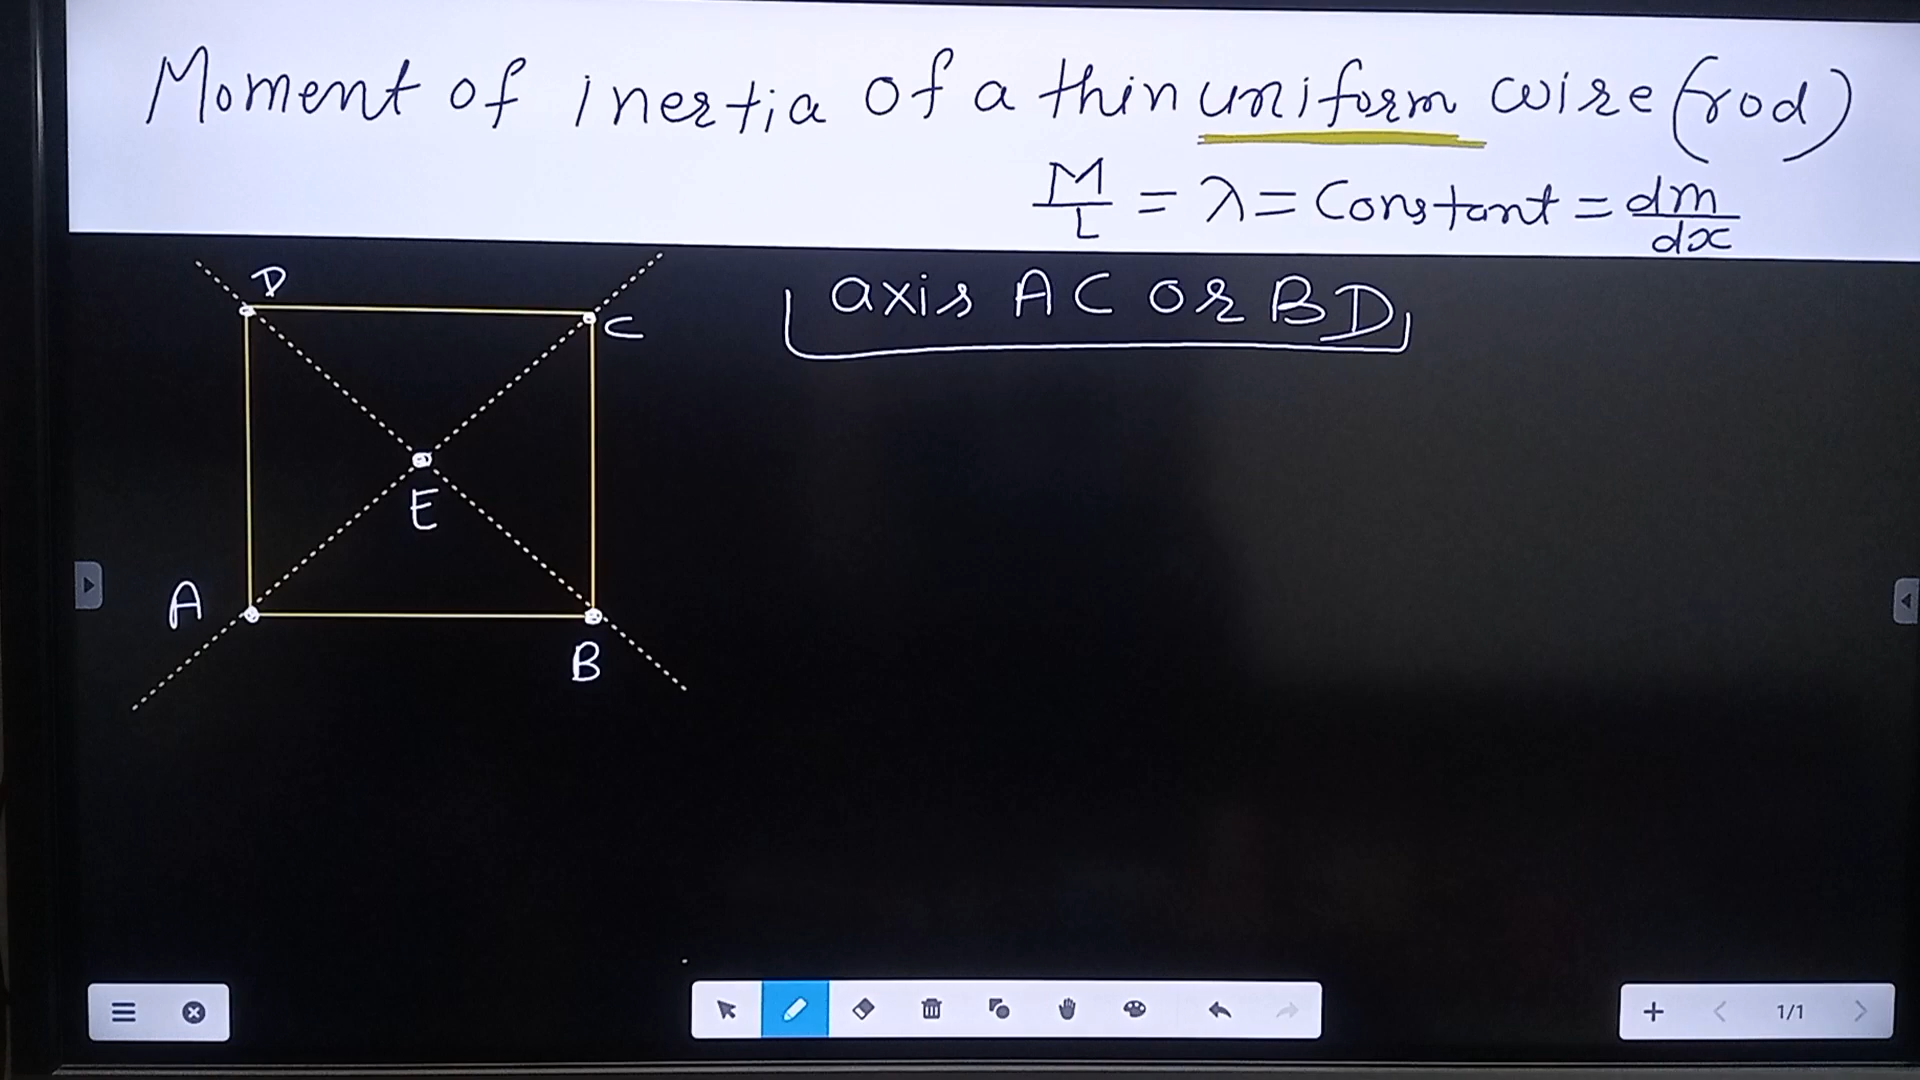 Moment of inertia of a thin uniform wire (rod)
M/L = λ = Constant = dm/dx
axis AC or BD
D
C
E
A
B
1/1